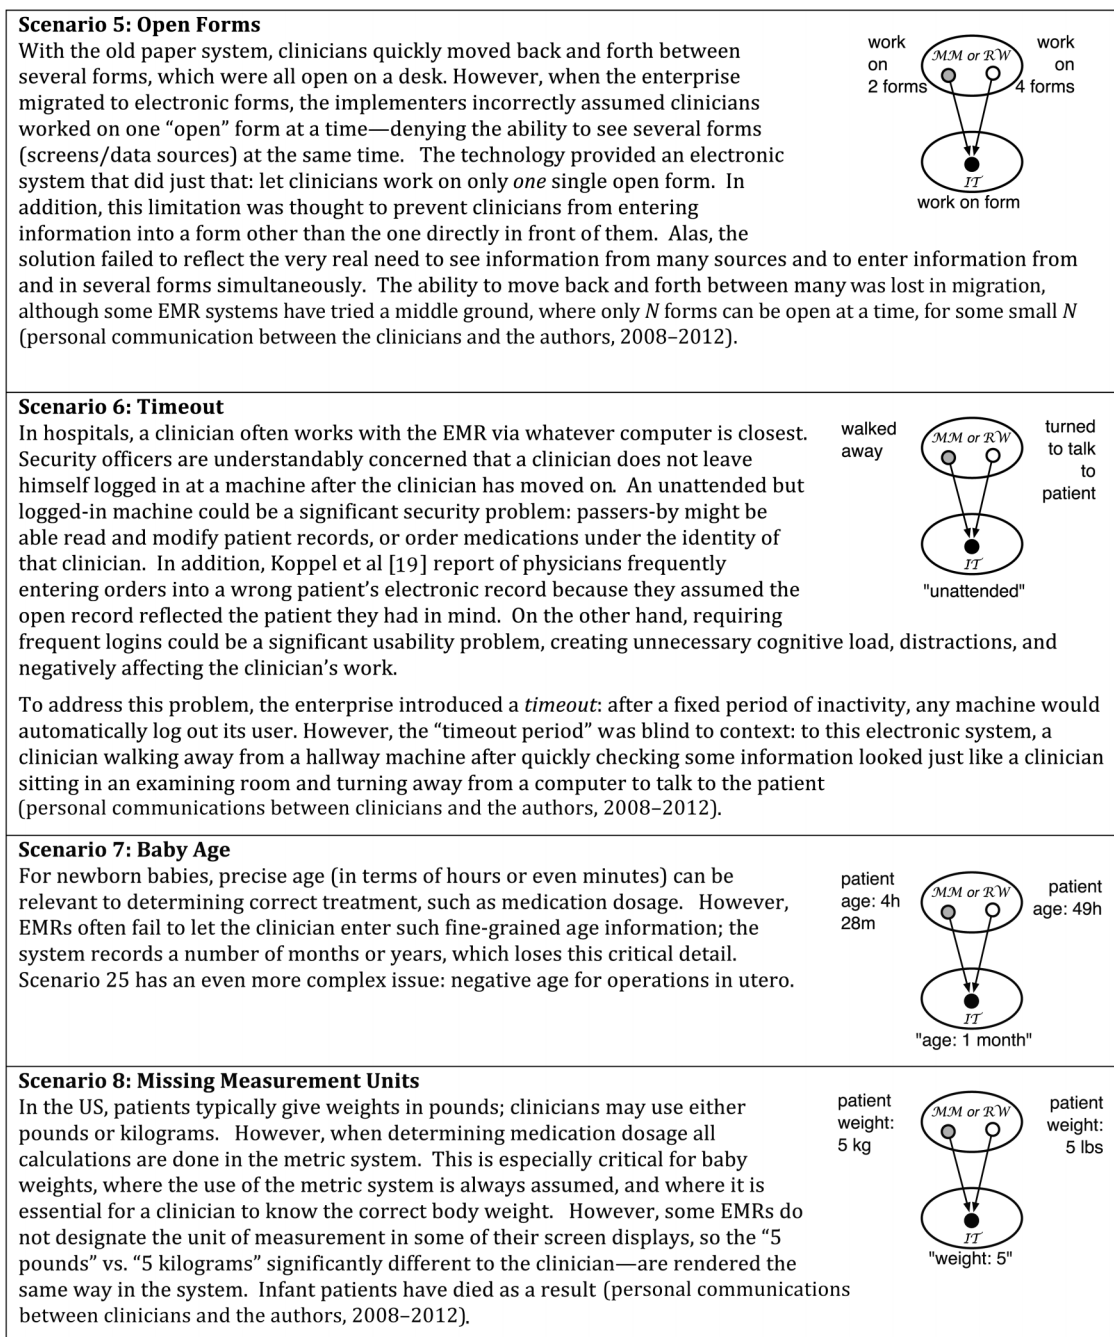 Scenario 5: Open Forms
With the old paper system, clinicians quickly moved back and forth between
several forms, which were all open on a desk. However, when the enterprise
migrated to electronic forms, the implementers incorrectly assumed clinicians
worked on one “open” form at a time—denying the ability to see several forms
(screens/data sources) at the same time.   The technology provided an electronic
system that did just that: let clinicians work on only one single open form.  In
addition, this limitation was thought to prevent clinicians from entering
information into a form other than the one directly in front of them.  Alas, the
solution failed to reflect the very real need to see information from many sources and to enter information from
and in several forms simultaneously.  The ability to move back and forth between many was lost in migration,
although some EMR systems have tried a middle ground, where only N forms can be open at a time, for some small N
(personal communication between the clinicians and the authors, 2008–2012).
work
on
2 forms
MM or RW
work
on
4 forms
IT
work on form
Scenario 6: Timeout
In hospitals, a clinician often works with the EMR via whatever computer is closest.
Security officers are understandably concerned that a clinician does not leave
himself logged in at a machine after the clinician has moved on.  An unattended but
logged-in machine could be a significant security problem: passers-by might be
able read and modify patient records, or order medications under the identity of
that clinician.  In addition, Koppel et al [19] report of physicians frequently
entering orders into a wrong patient’s electronic record because they assumed the
open record reflected the patient they had in mind.  On the other hand, requiring
frequent logins could be a significant usability problem, creating unnecessary cognitive load, distractions, and
negatively affecting the clinician’s work.
To address this problem, the enterprise introduced a timeout: after a fixed period of inactivity, any machine would
automatically log out its user. However, the “timeout period” was blind to context: to this electronic system, a
clinician walking away from a hallway machine after quickly checking some information looked just like a clinician
sitting in an examining room and turning away from a computer to talk to the patient
(personal communications between clinicians and the authors, 2008–2012).
walked
away
MM or RW
turned
to talk
to
patient
IT
"unattended"
Scenario 7: Baby Age
For newborn babies, precise age (in terms of hours or even minutes) can be
relevant to determining correct treatment, such as medication dosage.   However,
EMRs often fail to let the clinician enter such fine-grained age information; the
system records a number of months or years, which loses this critical detail.
Scenario 25 has an even more complex issue: negative age for operations in utero.
patient
age: 4h
28m
MM or RW
patient
age: 49h
IT
"age: 1 month"
Scenario 8: Missing Measurement Units
In the US, patients typically give weights in pounds; clinicians may use either
pounds or kilograms.   However, when determining medication dosage all
calculations are done in the metric system.  This is especially critical for baby
weights, where the use of the metric system is always assumed, and where it is
essential for a clinician to know the correct body weight.   However, some EMRs do
not designate the unit of measurement in some of their screen displays, so the “5
pounds” vs. “5 kilograms” significantly different to the clinician—are rendered the
same way in the system.  Infant patients have died as a result (personal communications
between clinicians and the authors, 2008–2012).
patient
weight:
5 kg
MM or RW
patient
weight:
5 lbs
IT
"weight: 5"